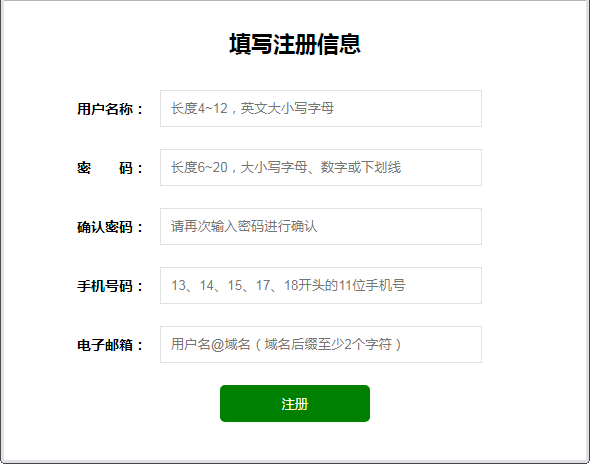 填写注册信息
用户名称： 长度4~12，英文大小写字母
密 码： 长度6~20，大小写字母、数字或下划线
确认密码： 请再次输入密码进行确认
手机号码： 13、14、15、17、18开头的11位手机号
电子邮箱： 用户名@域名（域名后缀至少2个字符）
注册